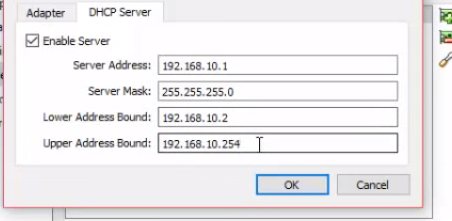 Adapter DHCP Server
Enable Server
Server Address: 192.168.10.1
Server Mask: 255.255.255.0
Lower Address Bound: 192.168.10.2
Upper Address Bound: 192.168.10.254
OK Cancel